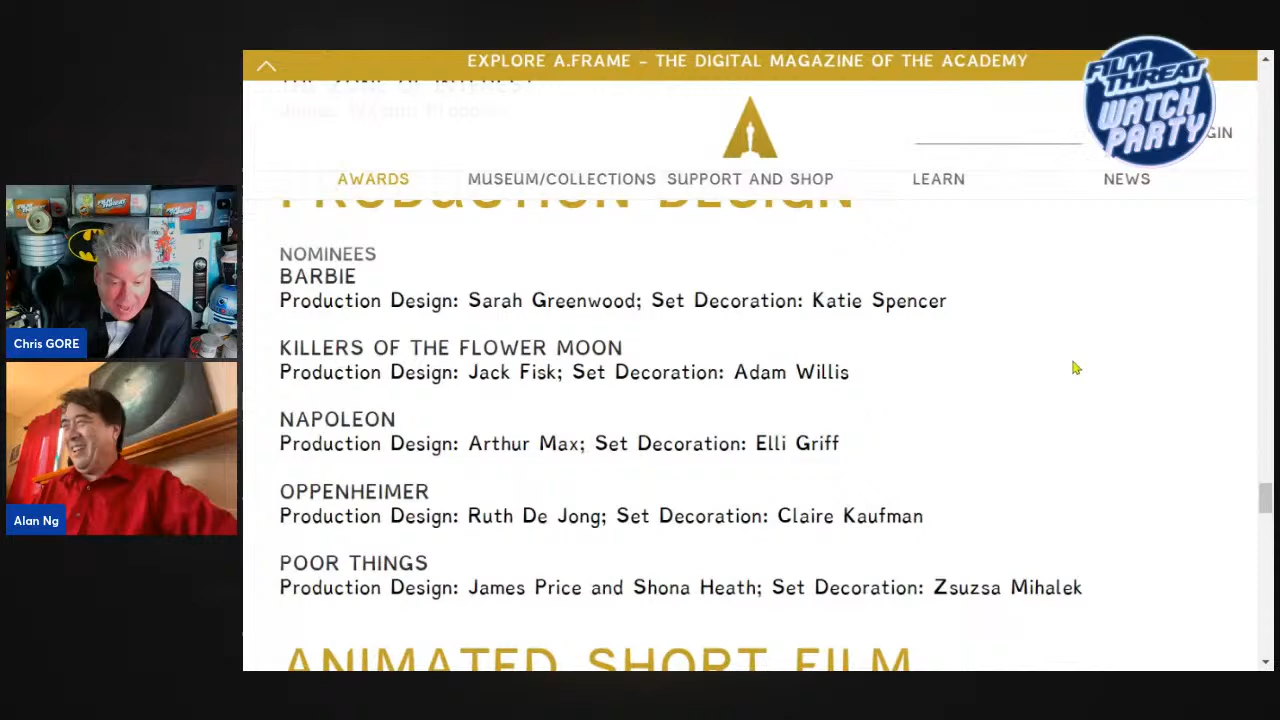 EXPLORE A.FRAME – THE DIGITAL MAGAZINE OF THE ACADEMY
FILM THREAT
WATCH PARTY
GIN
AWARDS MUSEUM/COLLECTIONS SUPPORT AND SHOP LEARN NEWS
PRODUCTION DESIGN
NOMINEES
BARBIE
Production Design: Sarah Greenwood; Set Decoration: Katie Spencer
KILLERS OF THE FLOWER MOON
Production Design: Jack Fisk; Set Decoration: Adam Willis
NAPOLEON
Production Design: Arthur Max; Set Decoration: Elli Griff
OPPENHEIMER
Production Design: Ruth De Jong; Set Decoration: Claire Kaufman
POOR THINGS
Production Design: James Price and Shona Heath; Set Decoration: Zsuzsa Mihalek
ANIMATED SHORT FILM
Chris GORE
Alan Ng